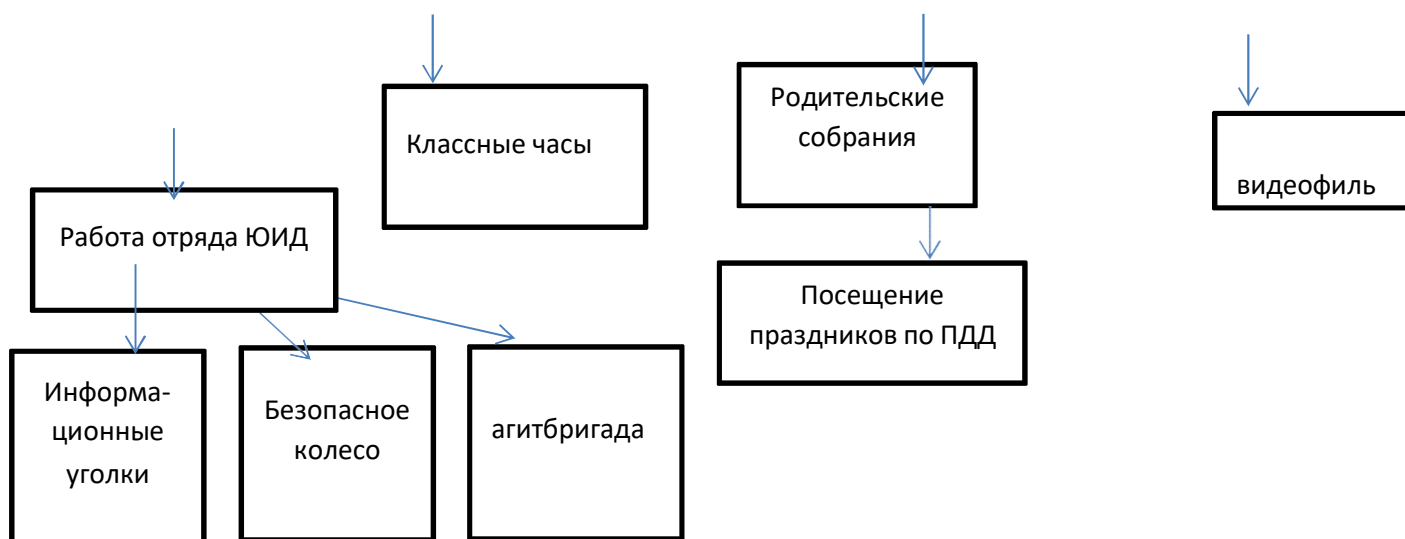 Классные часы
Родительские
собрания
видеофиль
Работа отряда ЮИД
Посещение
праздников по ПДД
Информа-
ционные
уголки
Безопасное
колесо
агитбригада